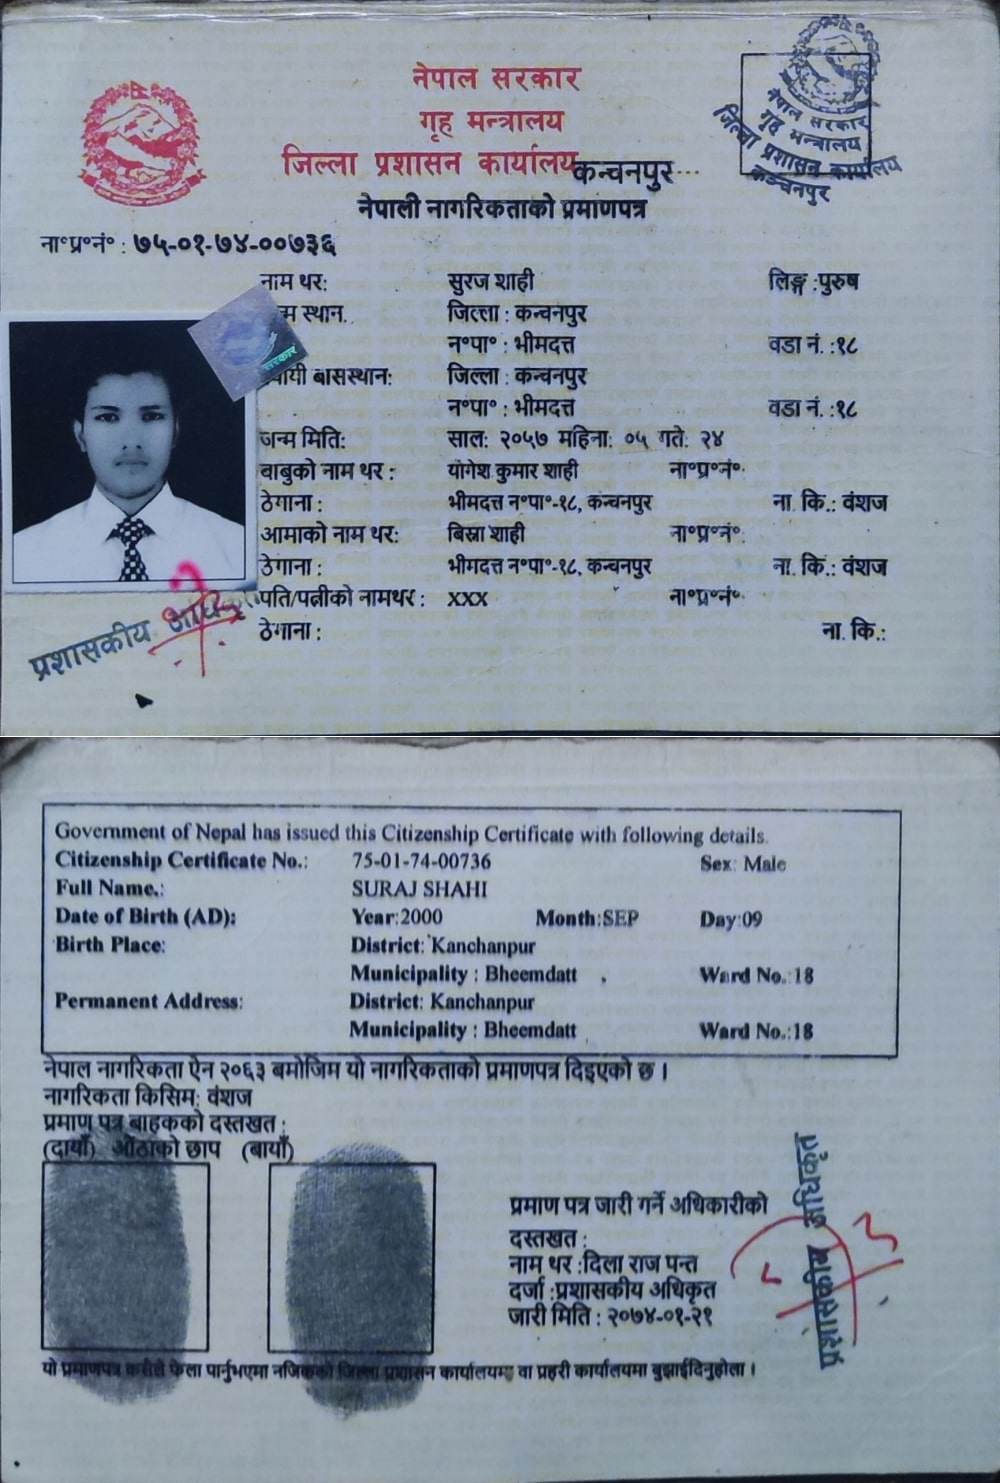 नेपाल सरकार
गृह मन्त्रालय
जिल्ला प्रशासन कार्यालय कन्चनपुर
नेपाली नागरिकताको प्रमाणपत्र
नेपाल सरकार
गृह मन्त्रालय
जिल्ला प्रशासन कार्यालय
कञ्चनपुर
ना॰प्र॰नं॰ : ७५-०१-७४-००७३६
नाम थर: सुरज शाही लिङ्ग :पुरुष
स्थान. जिल्ला : कन्चनपुर
न॰पा॰ : भीमदत्त वडा नं. :१८
बासस्थान: जिल्ला : कन्चनपुर
न॰पा॰ : भीमदत्त वडा नं. :१८
जन्म मिति: साल: २०५७ महिना: ०५ गते: २४
बाबुको नाम थर : योगेश कुमार शाही ना॰प्र॰नं॰.
ठेगाना : भीमदत्त न॰पा॰-१८, कन्चनपुर ना. कि.: वंशज
आमाको नाम थर: बिस्ना शाही ना॰प्र॰नं॰.
ठेगाना : भीमदत्त न॰पा॰-१८, कन्चनपुर ना. कि.: वंशज
पति/पत्नीको नामथर : XXX ना॰प्र॰नं॰.
ठेगाना : ना. कि.:
सरकार
प्रशासकीय
Government of Nepal has issued this Citizenship Certificate with following details.
Citizenship Certificate No.: 75-01-74-00736 Sex: Male
Full Name.: SURAJ SHAHI
Date of Birth (AD): Year:2000 Month:SEP Day:09
Birth Place: District: Kanchanpur
Municipality : Bheemdatt Ward No.:18
Permanent Address: District: Kanchanpur
Municipality : Bheemdatt Ward No.:18
नेपाल नागरिकता ऐन २०६३ बमोजिम यो नागरिकताको प्रमाणपत्र दिइएको छ ।
नागरिकता किसिम: वंशज
प्रमाण पत्र बाहकको दस्तखत :
(दायाँ) औंठाको छाप (बायाँ)
प्रमाण पत्र जारी गर्ने अधिकारीको
दस्तखत :
नाम थर :दिला राज पन्त
दर्जा :प्रशासकीय अधिकृत
जारी मिति : २०७४-०१-२१
प्रशासकीय अधिकृत
यो प्रमाणपत्र कसैले फेला पार्नुभएमा नजिकको जिल्ला प्रशासन कार्यालयमा वा प्रहरी कार्यालयमा बुझाईदिनुहोला ।